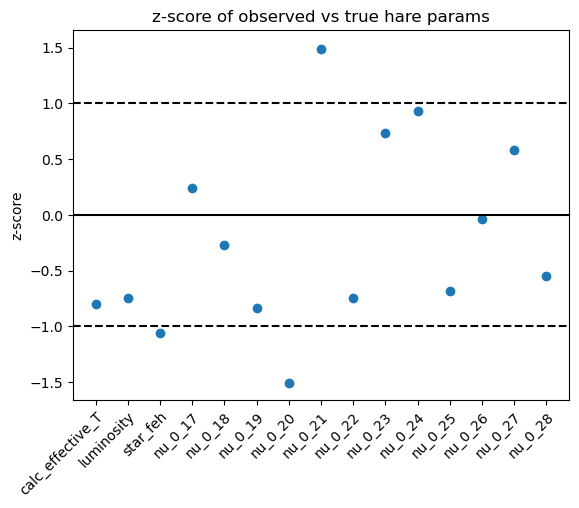 z-score of observed vs true hare params
z-score
1.5
1.0
0.5
0.0
−0.5
−1.0
−1.5
calc_effective_T
luminosity
star_feh
nu_0_17
nu_0_18
nu_0_19
nu_0_20
nu_0_21
nu_0_22
nu_0_23
nu_0_24
nu_0_25
nu_0_26
nu_0_27
nu_0_28